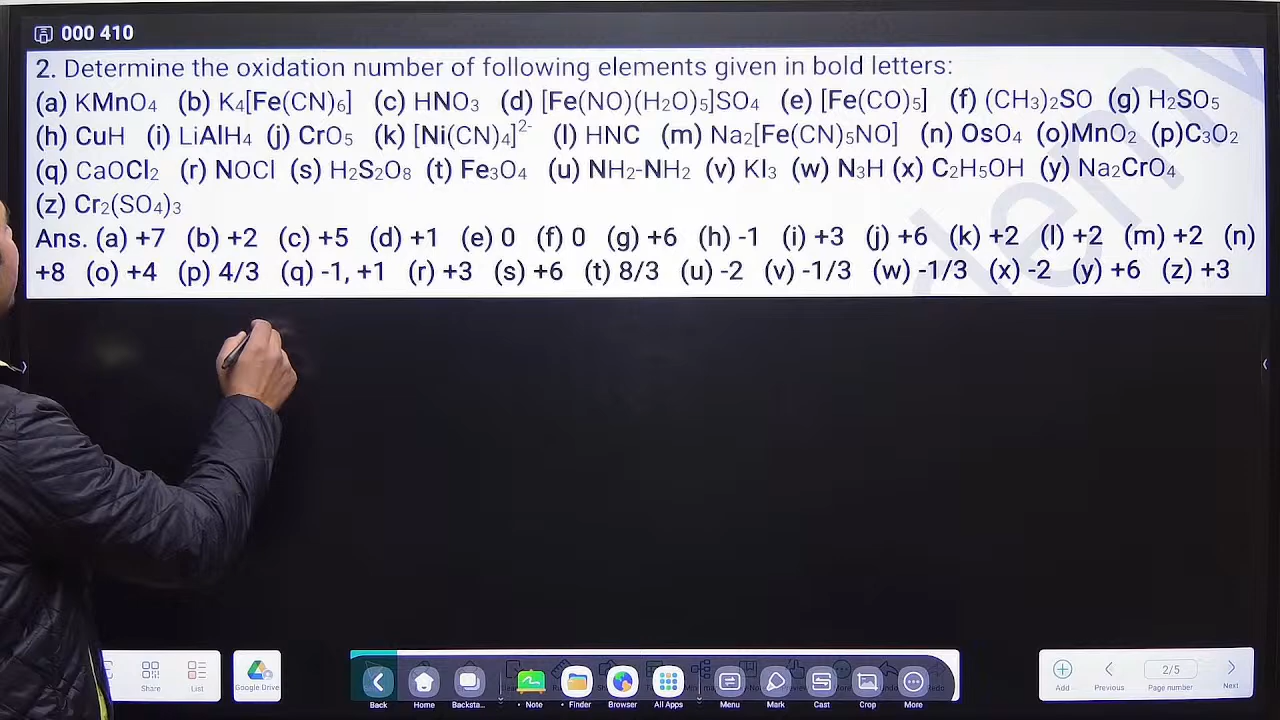 000 410
2. Determine the oxidation number of following elements given in bold letters:
(a) KMnO₄ (b) K₄[Fe(CN)₆] (c) HNO₃ (d) [Fe(NO)(H₂O)₅]SO₄ (e) [Fe(CO)₅] (f) (CH₃)₂SO (g) H₂SO₅
(h) CuH (i) LiAlH₄ (j) CrO₅ (k) [Ni(CN)₄]²⁻ (l) HNC (m) Na₂[Fe(CN)₅NO] (n) OsO₄ (o)MnO₂ (p)C₃O₂
(q) CaOCl₂ (r) NOCl (s) H₂S₂O₈ (t) Fe₃O₄ (u) NH₂-NH₂ (v) KI₃ (w) N₃H (x) C₂H₅OH (y) Na₂CrO₄
(z) Cr₂(SO₄)₃
Ans. (a) +7 (b) +2 (c) +5 (d) +1 (e) 0 (f) 0 (g) +6 (h) -1 (i) +3 (j) +6 (k) +2 (l) +2 (m) +2 (n)
+8 (o) +4 (p) 4/3 (q) -1, +1 (r) +3 (s) +6 (t) 8/3 (u) -2 (v) -1/3 (w) -1/3 (x) -2 (y) +6 (z) +3
Share List Google Drive
Back Home Backsta... Note Finder Browser All Apps Menu Mark Cast Crop More
2/5
Add Previous Page number Next